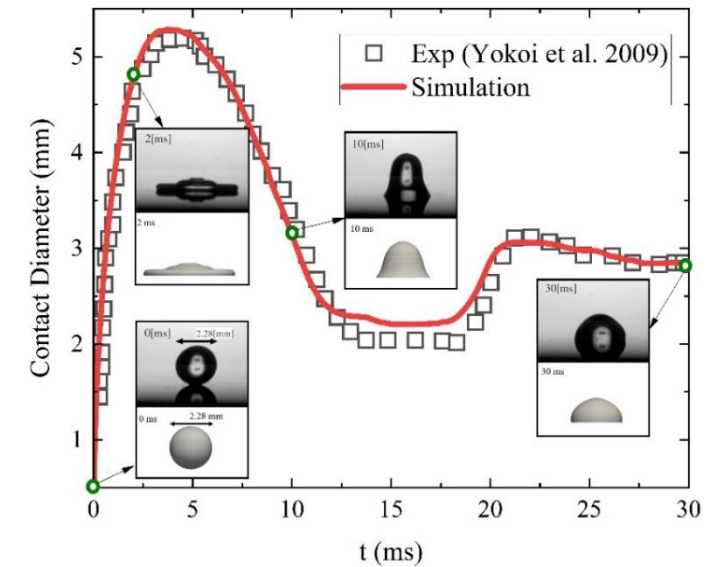 Contact Diameter (mm)
5
4
3
2
1
0
5
10
15
20
25
30
t (ms)
Exp (Yokoi et al. 2009)
Simulation
2[ms]
2 ms
10[ms]
10 ms
0[ms]
2.28[mm]
0 ms
2.28 mm
30[ms]
30 ms